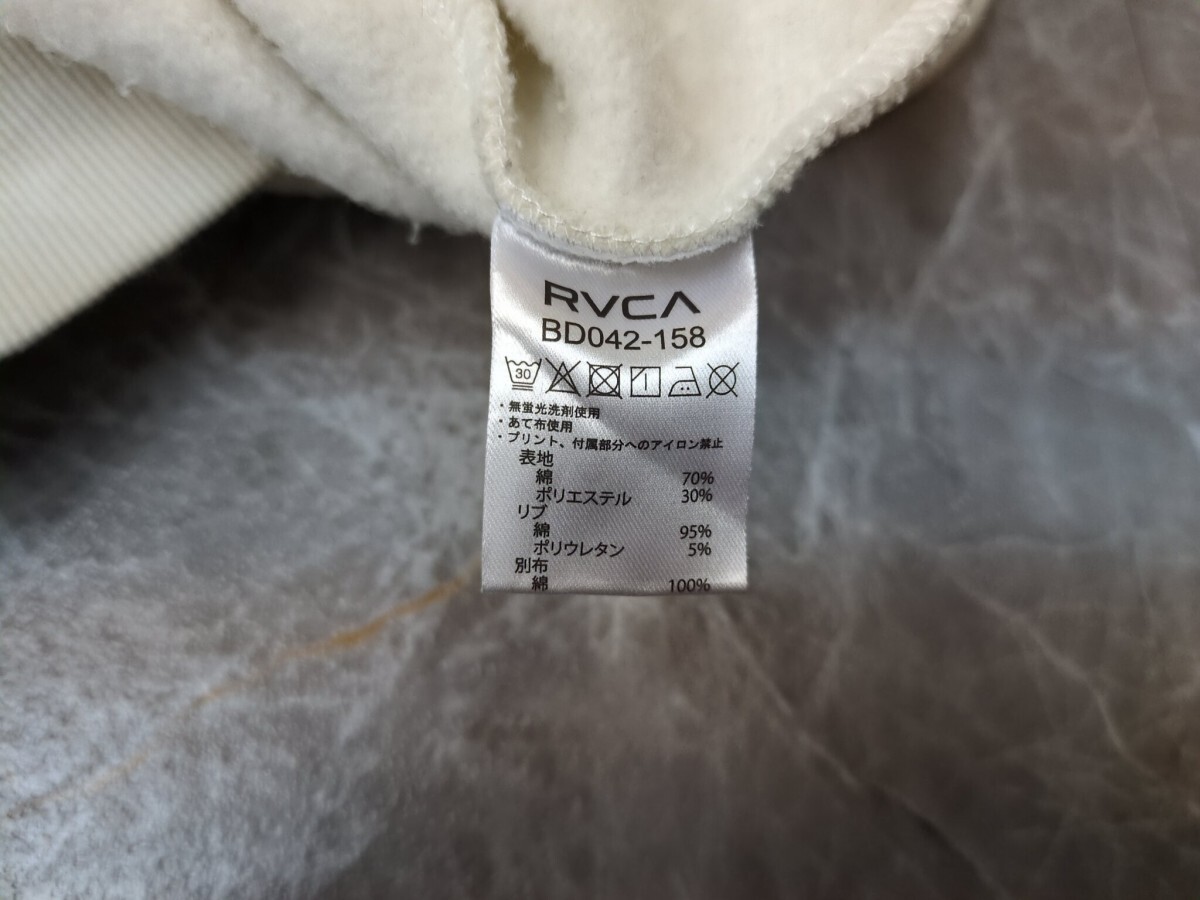 RVCA
BD042-158
30
・無蛍光洗剤使用
・あて布使用
・プリント、付属部分へのアイロン禁止
表地
綿 70%
ポリエステル 30%
リブ
綿 95%
ポリウレタン 5%
別布
綿 100%